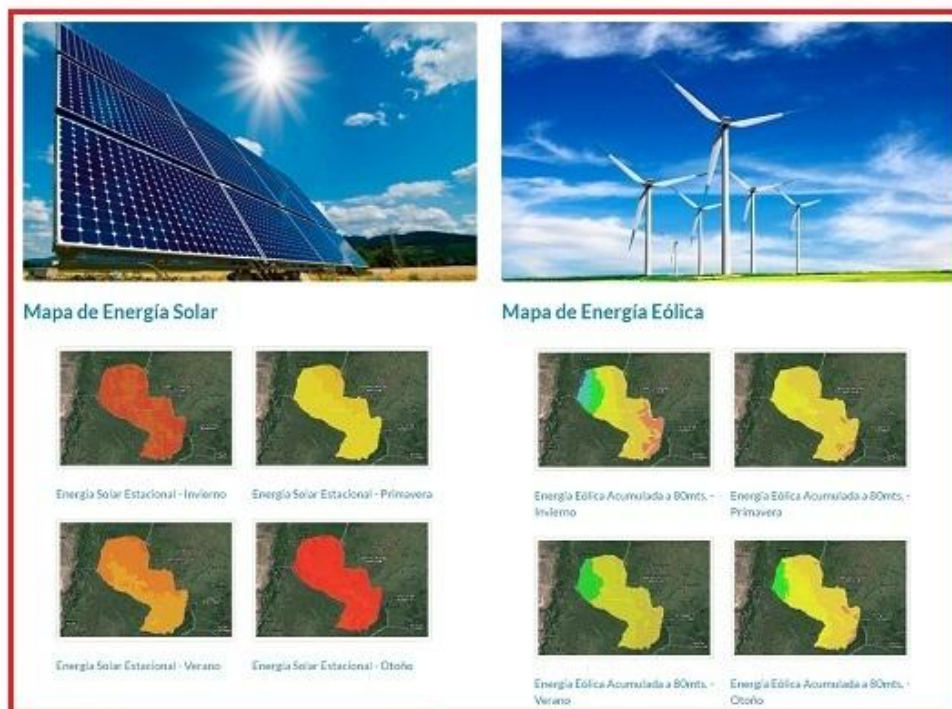 Mapa de Energía Solar
Energía Solar Estacional - Invierno
Energía Solar Estacional - Primavera
Energía Solar Estacional - Verano
Energía Solar Estacional - Otoño
Mapa de Energía Eólica
Energía Eólica Acumulada a 80mts. -
Invierno
Energía Eólica Acumulada a 80mts. -
Primavera
Energía Eólica Acumulada a 80mts. -
Verano
Energía Eólica Acumulada a 80mts. -
Otoño